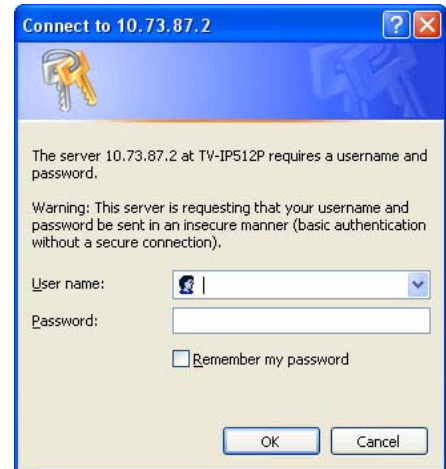 Connect to 10.73.87.2
The server 10.73.87.2 at TV-IP512P requires a username and
password.
Warning: This server is requesting that your username and
password be sent in an insecure manner (basic authentication
without a secure connection).
User name:
Password:
Remember my password
OK
Cancel